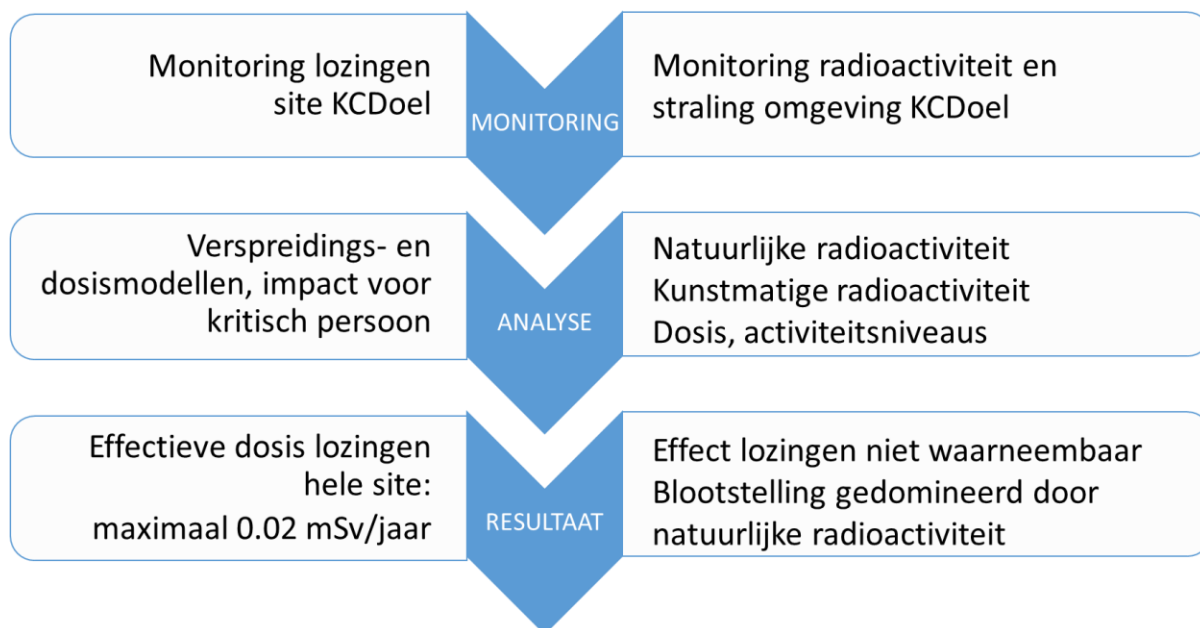 Monitoring lozingen
site KCDoel
MONITORING
Monitoring radioactiviteit en
straling omgeving KCDoel
Verspreidings- en
dosismodellen, impact voor
kritisch persoon
ANALYSE
Natuurlijke radioactiviteit
Kunstmatige radioactiviteit
Dosis, activiteitsniveaus
Effectieve dosis lozingen
hele site:
maximaal 0.02 mSv/jaar
RESULTAAT
Effect lozingen niet waarneembaar
Blootstelling gedomineerd door
natuurlijke radioactiviteit